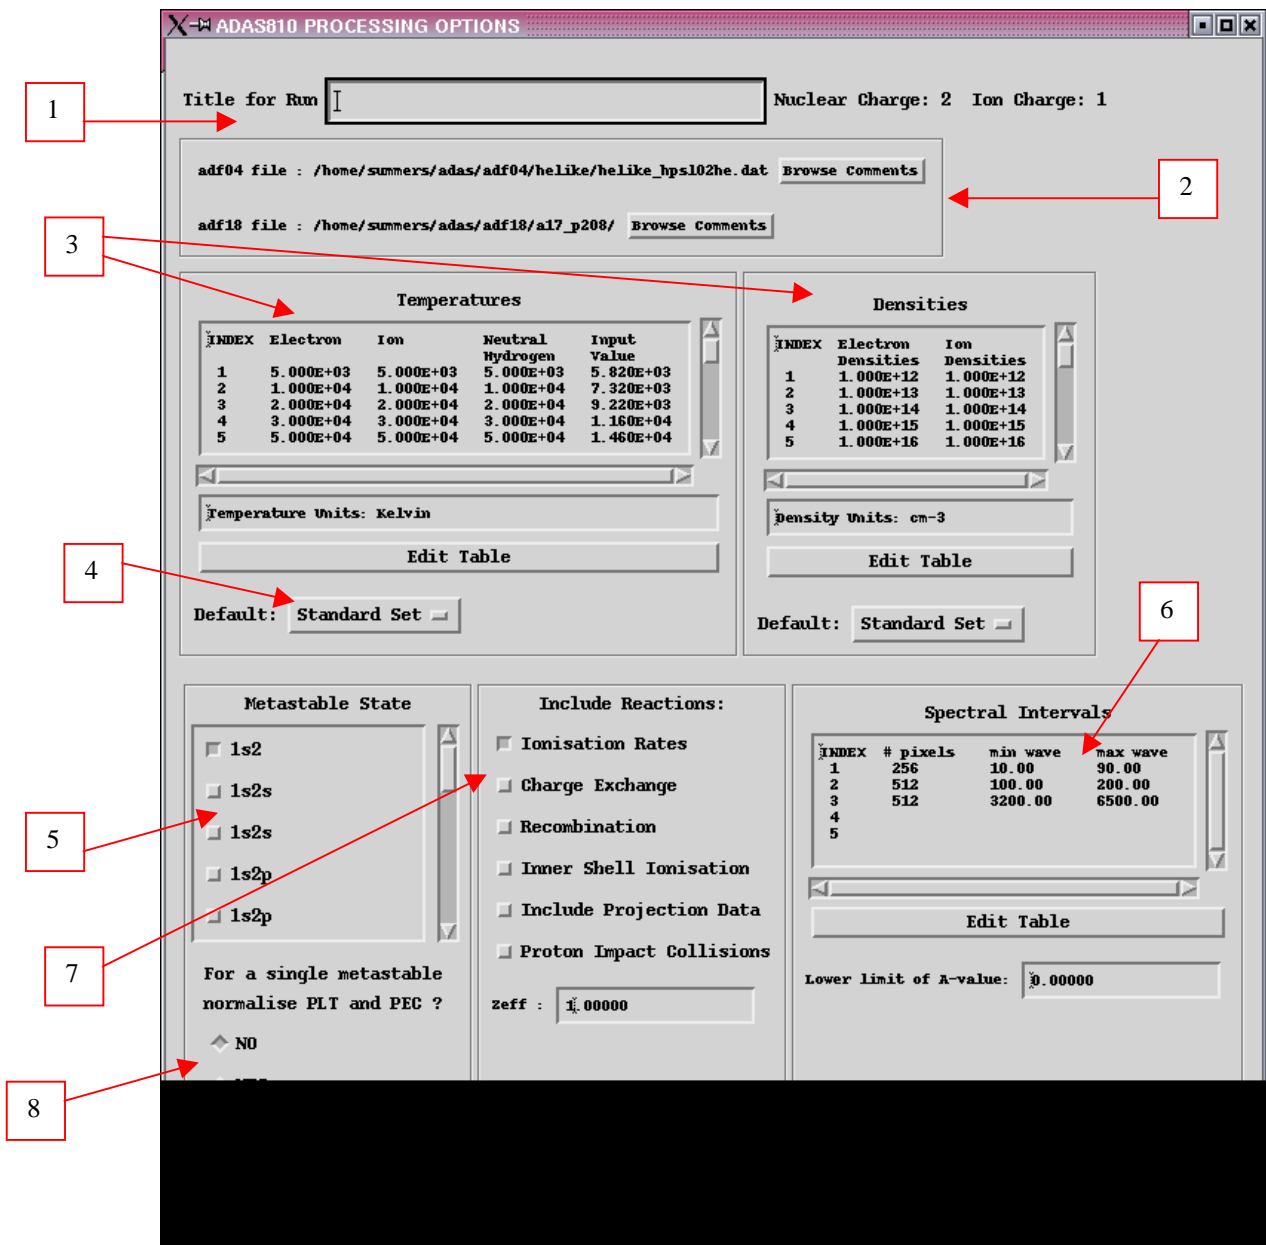 ADAS810 PROCESSING OPTIONS
1
Title for Run
Nuclear Charge: 2 Ion Charge: 1
adf04 file : /home/summers/adas/adf04/helike/helike_hps102he.dat Browse Comments
2
adf18 file : /home/summers/adas/adf18/a17_p208/ Browse Comments
3
Temperatures
INDEX Electron Ion Neutral Hydrogen Input Value
1 5.000E+03 5.000E+03 5.000E+03 5.820E+03
2 1.000E+04 1.000E+04 1.000E+04 7.320E+03
3 2.000E+04 2.000E+04 2.000E+04 9.220E+03
4 3.000E+04 3.000E+04 3.000E+04 1.160E+04
5 5.000E+04 5.000E+04 5.000E+04 1.460E+04
Temperature Units: Kelvin
Edit Table
4
Default: Standard Set
Densities
INDEX Electron Densities Ion Densities
1 1.000E+12 1.000E+12
2 1.000E+13 1.000E+13
3 1.000E+14 1.000E+14
4 1.000E+15 1.000E+15
5 1.000E+16 1.000E+16
Density Units: cm-3
Edit Table
Default: Standard Set
6
Metastable State
1s2
1s2s
1s2s
1s2p
1s2p
5
For a single metastable
normalise PLT and PEC ?
NO
8
Include Reactions:
Ionisation Rates
Charge Exchange
Recombination
Inner Shell Ionisation
Include Projection Data
Proton Impact Collisions
7
Zeff : 1.00000
Spectral Intervals
INDEX # pixels min wave max wave
1 256 10.00 90.00
2 512 100.00 200.00
3 512 3200.00 6500.00
4
5
Edit Table
Lower limit of A-value: 0.00000